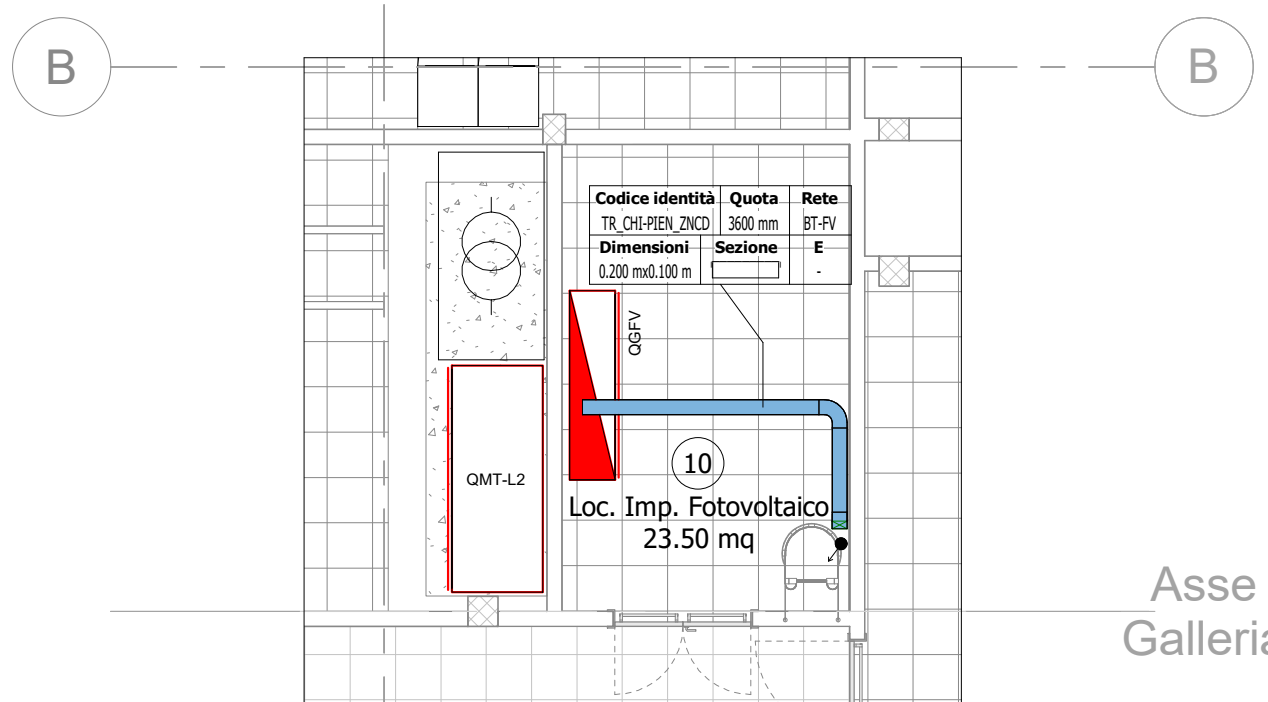 B
B
Codice identità Quota Rete
TR_CHI-PIEN_ZNCD 3600 mm BT-FV
Dimensioni Sezione E
0.200 mx0.100 m -
QGFV
QMT-L2
10
Loc. Imp. Fotovoltaico
23.50 mq
Asse
Galleria